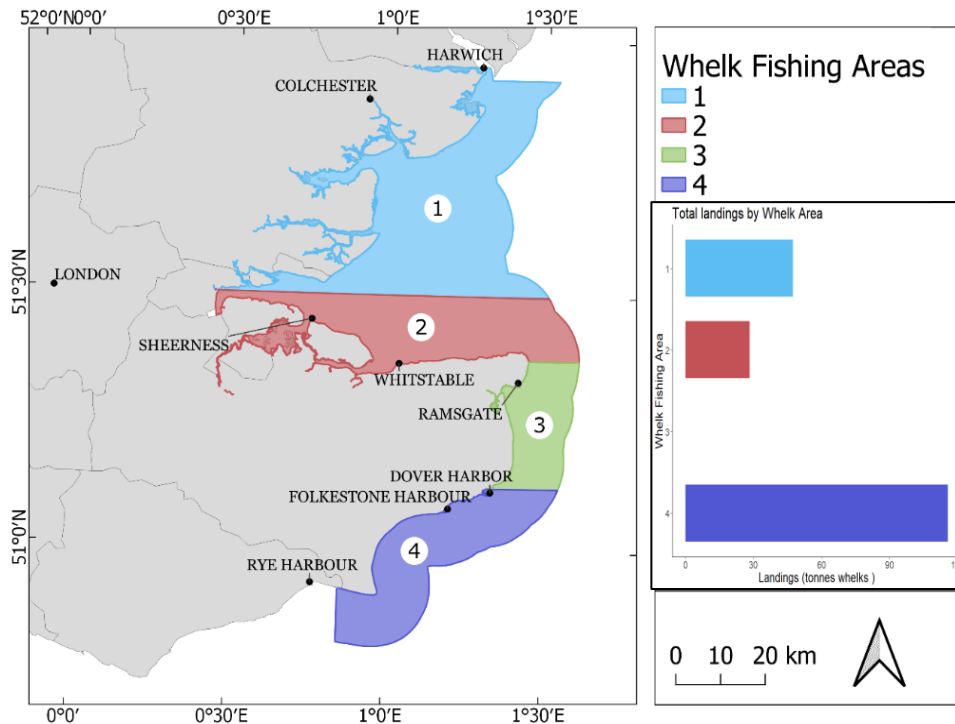 52°0'N
0°0'
0°30'E
1°0'E
1°30'E
HARWICH
COLCHESTER
1
LONDON
51°30'N
2
SHEERNESS
WHITSTABLE
RAMSGATE
3
DOVER HARBOR
FOLKESTONE HARBOUR
51°0'N
4
RYE HARBOUR
0°0'
0°30'E
1°0'E
1°30'E
Whelk Fishing Areas
1
2
3
4
Total landings by Whelk Area
Whelk Fishing Area
1
2
3
4
0 30 60 90
Landings (tonnes whelks )
0 10 20 km